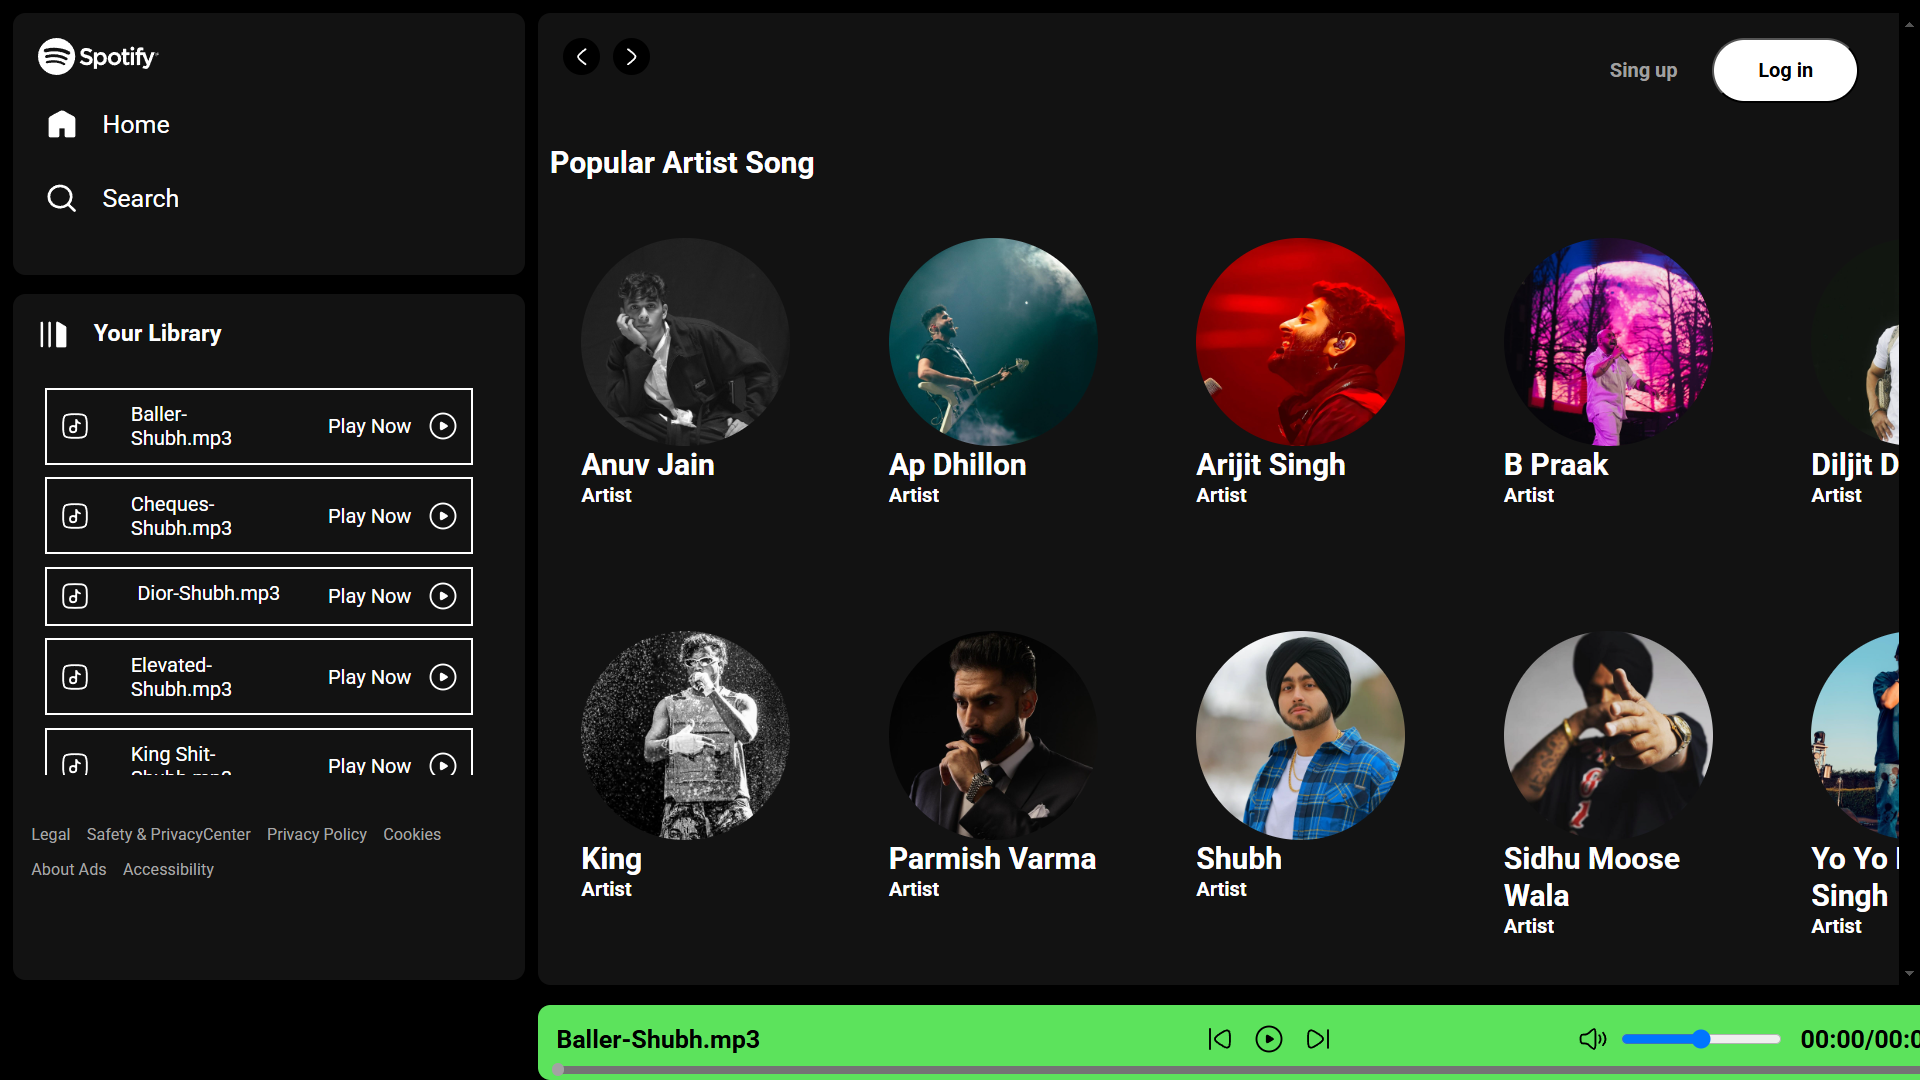 Spotify
Home
Search
Your Library
Baller-
Shubh.mp3
Play Now
Cheques-
Shubh.mp3
Play Now
Dior-Shubh.mp3
Play Now
Elevated-
Shubh.mp3
Play Now
King Shit-
Shubh.mp3
Play Now
Legal Safety & PrivacyCenter Privacy Policy Cookies
About Ads Accessibility
Sing up
Log in
Popular Artist Song
Anuv Jain
Artist
Ap Dhillon
Artist
Arijit Singh
Artist
B Praak
Artist
Diljit D
Artist
King
Artist
Parmish Varma
Artist
Shubh
Artist
Sidhu Moose
Wala
Artist
Yo Yo
Singh
Artist
Baller-Shubh.mp3
00:00/00:0